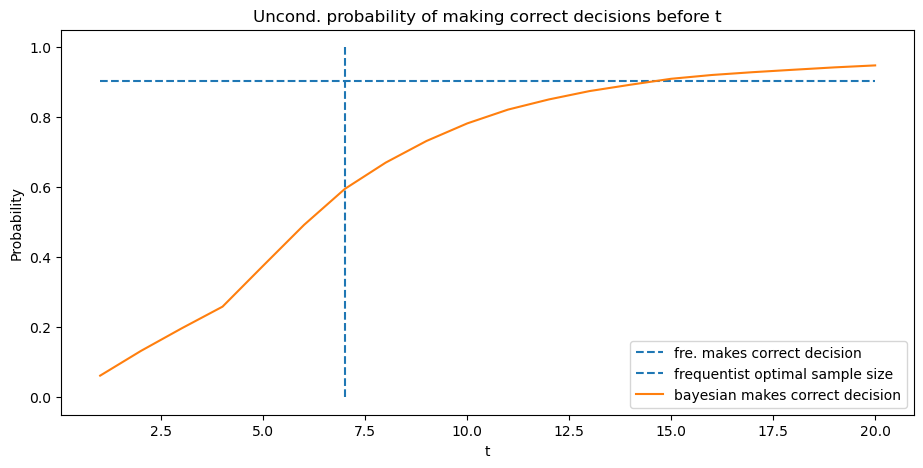 Uncond. probability of making correct decisions before t
Probability
1.0
0.8
0.6
0.4
0.2
0.0
fre. makes correct decision
frequentist optimal sample size
bayesian makes correct decision
2.5 5.0 7.5 10.0 12.5 15.0 17.5 20.0
t